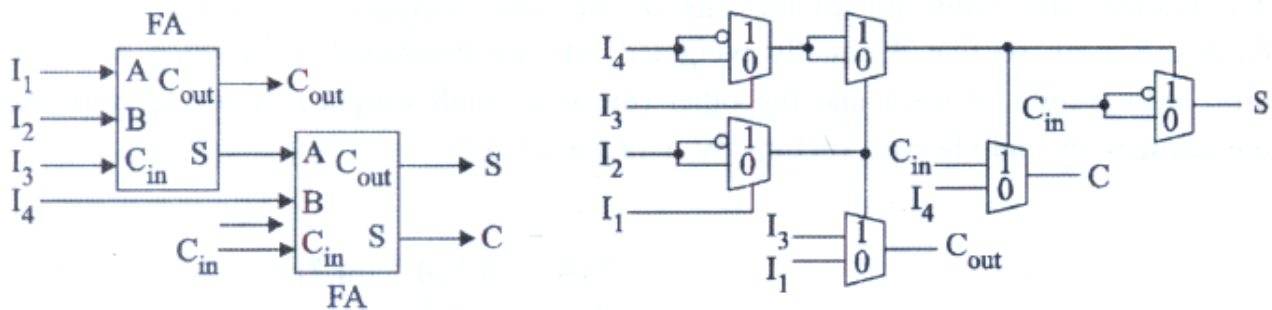 FA
I1 A Cout Cout
I2 B
I3 Cin S A Cout S
I4 B
Cin Cin S C
FA
I4 1 0 1 0
I3
Cin 1 0 S
I2 1 0
Cin 1 0 C
I4
I1
I3 1 0 Cout
I1